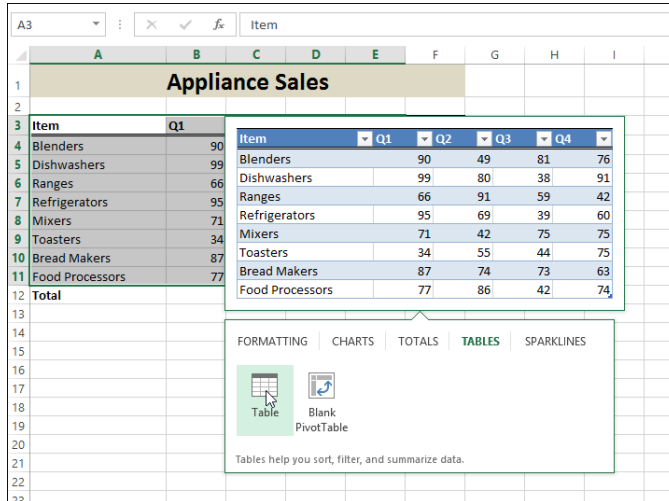 A3 fx Item
A B C D E F G H I
1 Appliance Sales
2
3 Item Q1
4 Blenders 90
5 Dishwashers 99
6 Ranges 66
7 Refrigerators 95
8 Mixers 71
9 Toasters 34
10 Bread Makers 87
11 Food Processors 77
12 Total
13
14
15
16
17
18
19
20
21
22
23
Item Q1 Q2 Q3 Q4
Blenders 90 49 81 76
Dishwashers 99 80 38 91
Ranges 66 91 59 42
Refrigerators 95 69 39 60
Mixers 71 42 75 75
Toasters 34 55 44 75
Bread Makers 87 74 73 63
Food Processors 77 86 42 74
FORMATTING CHARTS TOTALS TABLES SPARKLINES
Table Blank
PivotTable
Tables help you sort, filter, and summarize data.